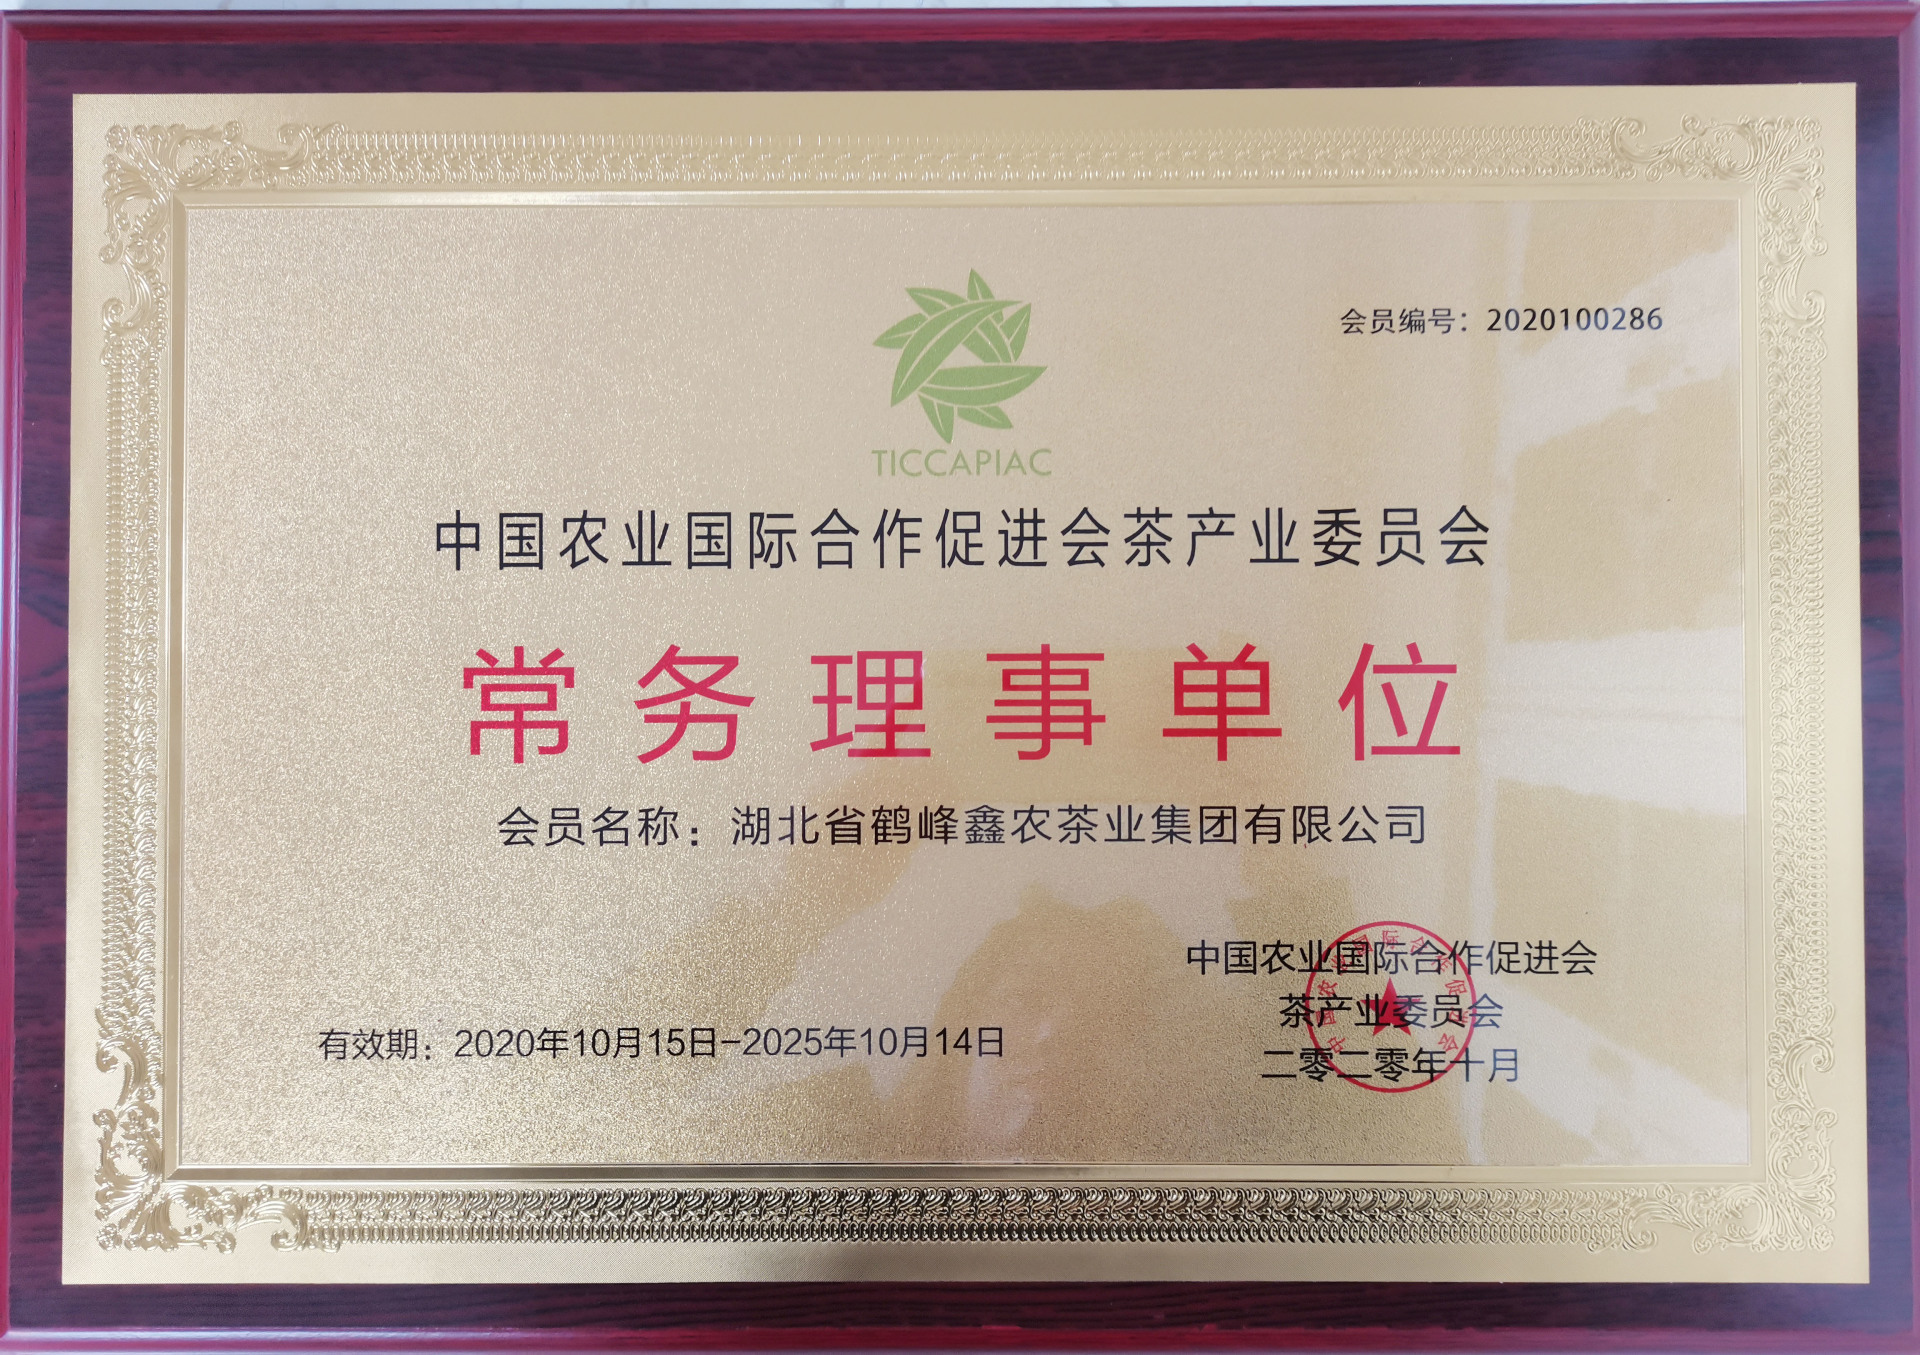 会员编号：2020100286
TICCAPIAC
中国农业国际合作促进会茶产业委员会
常务理事单位
会员名称：湖北省鹤峰鑫农茶业集团有限公司
中国农业国际合作促进会
茶产业委员会
有效期：2020年10月15日-2025年10月14日
二零二零年十月